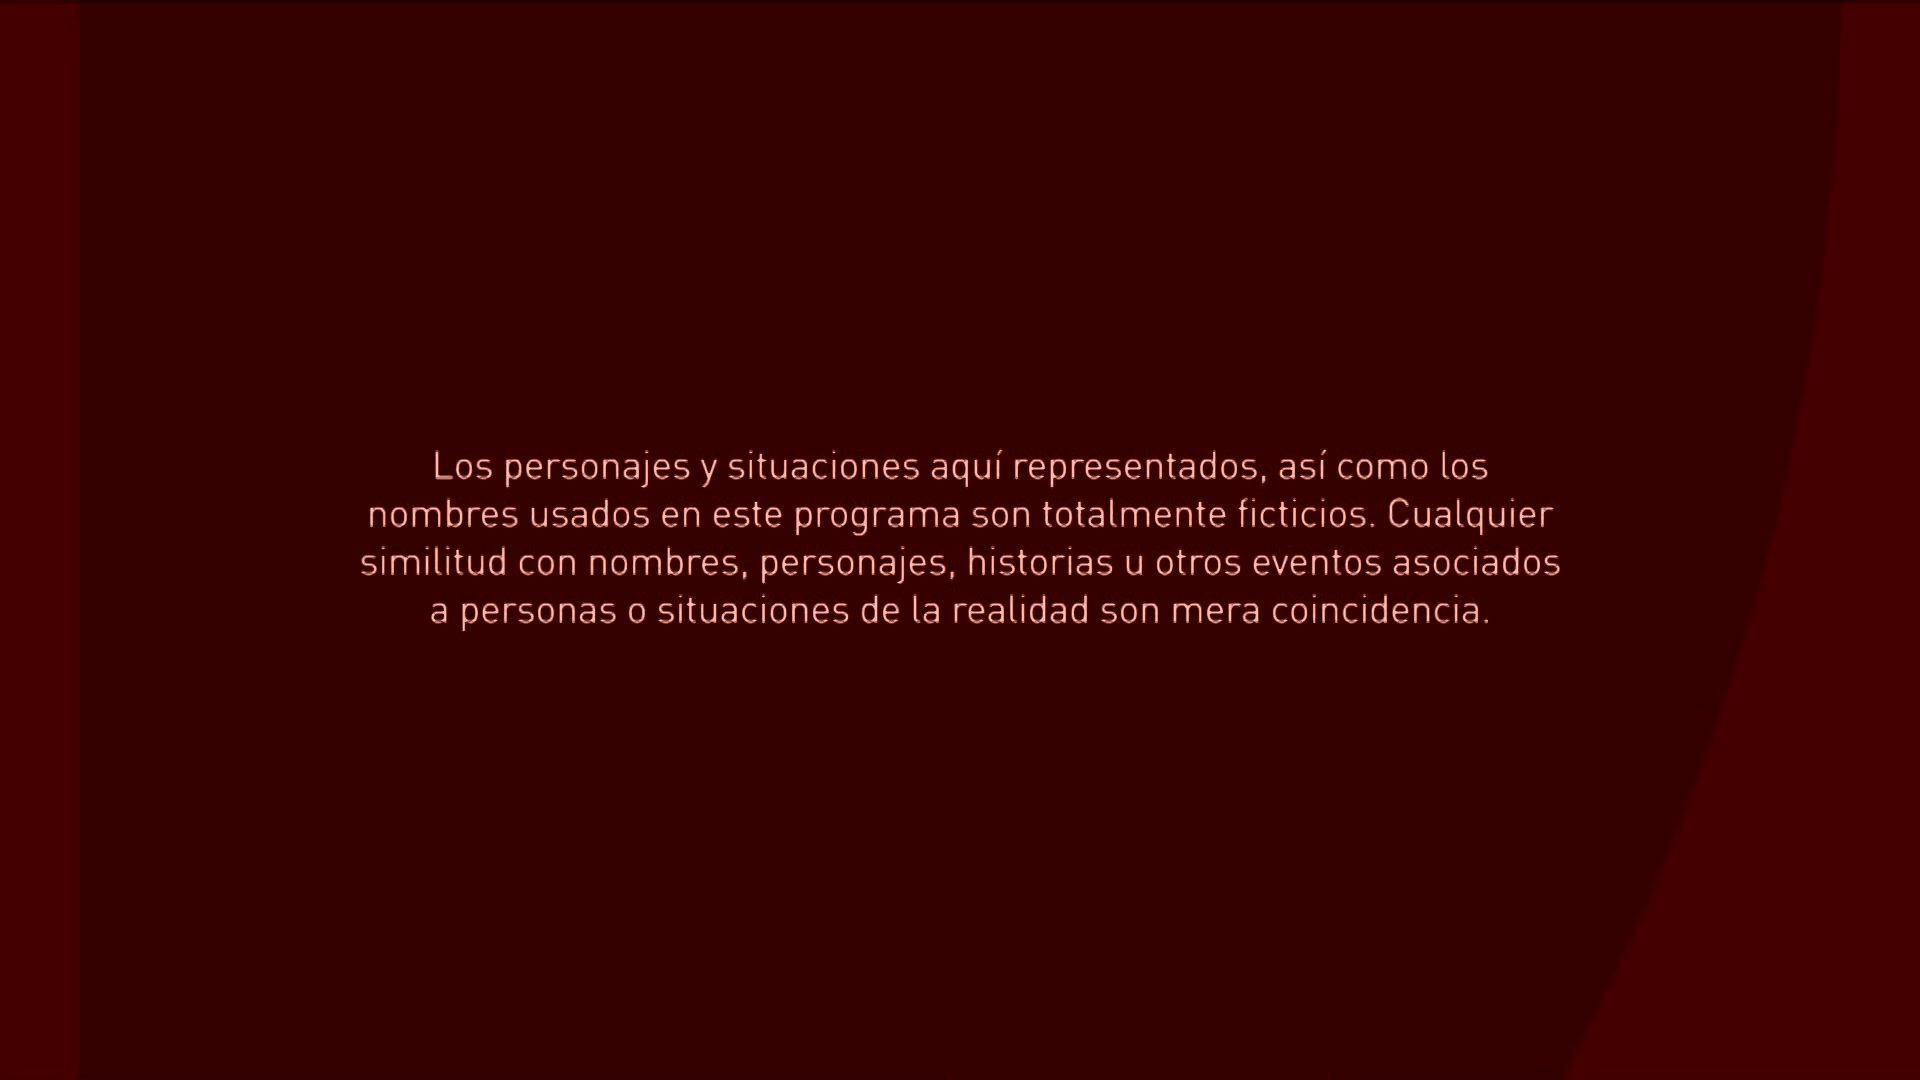 Los personajes y situaciones aquí representados, así como los
nombres usados en este programa son totalmente ficticios. Cualquier
similitud con nombres, personajes, historias u otros eventos asociados
a personas o situaciones de la realidad son mera coincidencia.